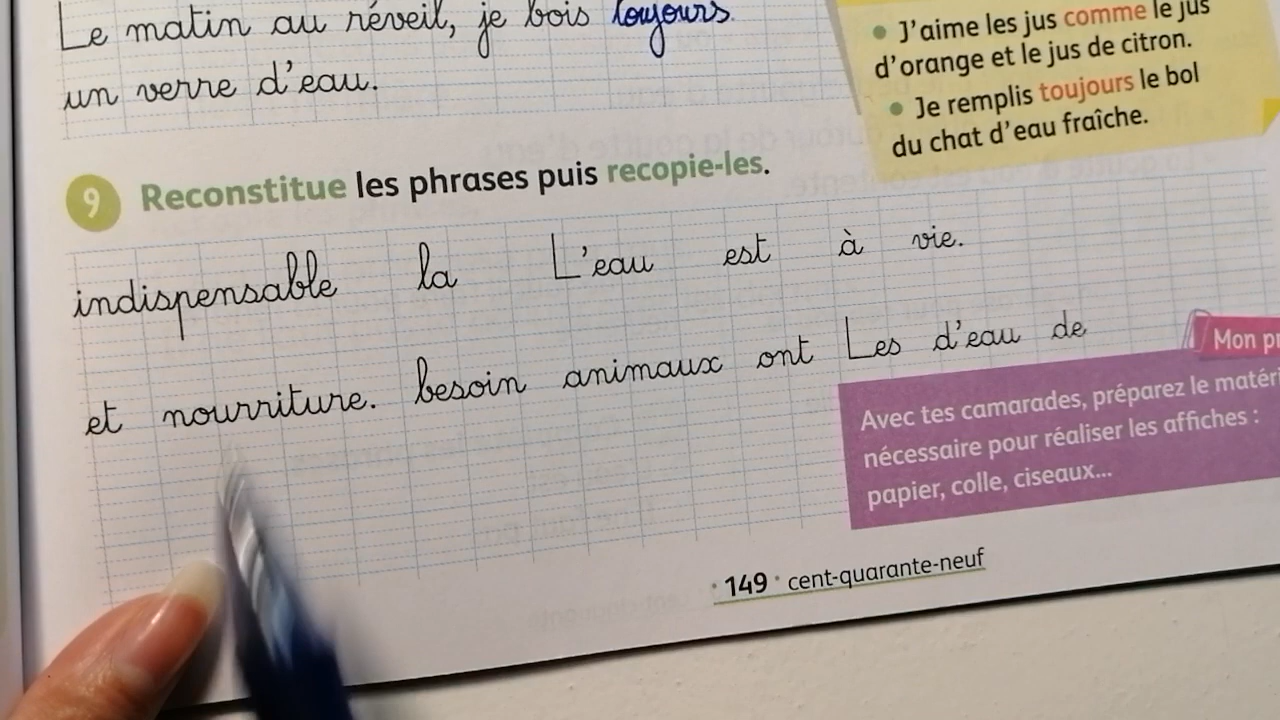 Le matin au réveil, je bois toujours
un verre d'eau.
• J'aime les jus comme le jus
d'orange et le jus de citron.
• Je remplis toujours le bol
du chat d'eau fraîche.
9 Reconstitue les phrases puis recopie-les.
indispensable la L'eau est à vie.
et nourriture. besoin animaux ont Les d'eau de
Mon
Avec tes camarades, préparez le
nécessaire pour réaliser les affiches :
papier, colle, ciseaux...
• 149 • cent-quarante-neuf